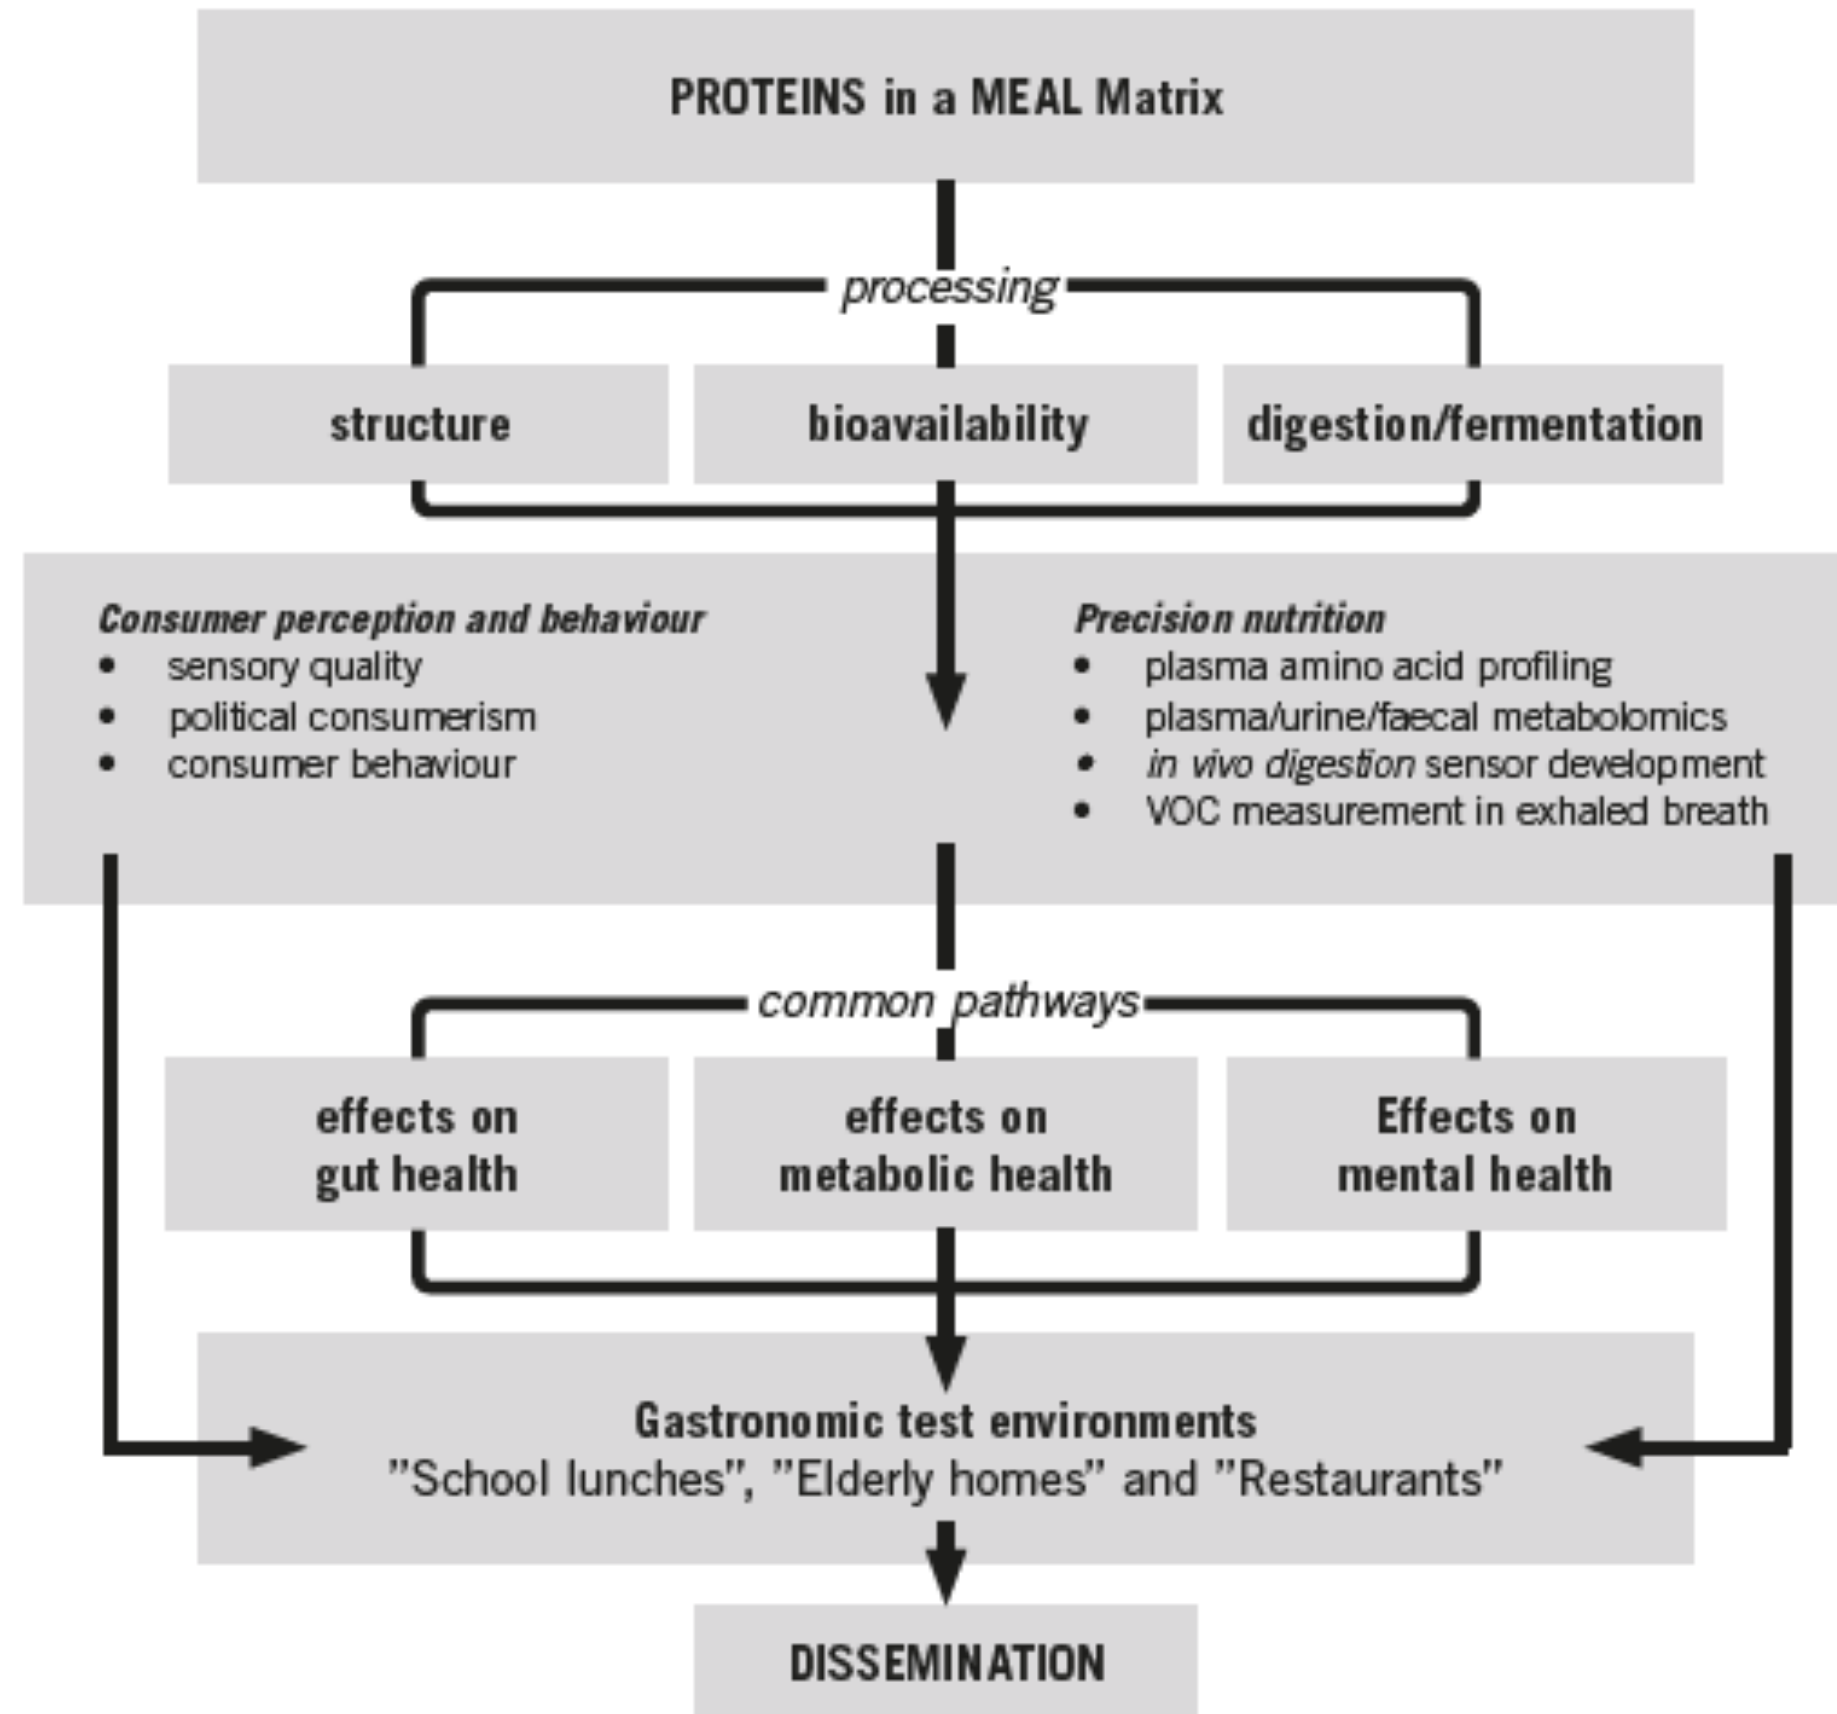 PROTEINS in a MEAL Matrix
processing
structure
bioavailability
digestion/fermentation
Consumer perception and behaviour
• sensory quality
• political consumerism
• consumer behaviour
Precision nutrition
• plasma amino acid profiling
• plasma/urine/faecal metabolomics
• in vivo digestion sensor development
• VOC measurement in exhaled breath
common pathways
effects on
gut health
effects on
metabolic health
Effects on
mental health
Gastronomic test environments
”School lunches”, ”Elderly homes” and ”Restaurants”
DISSEMINATION